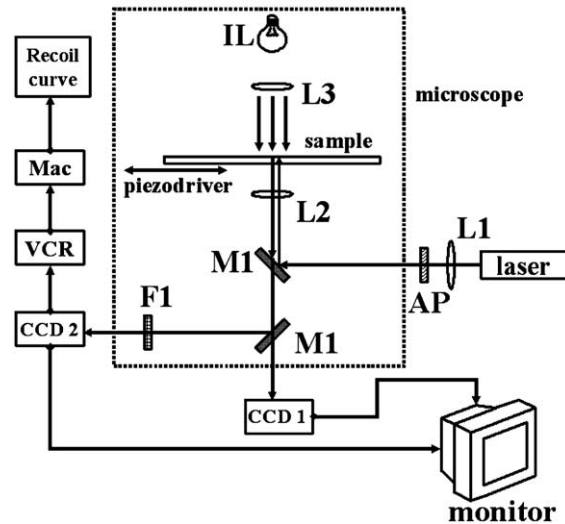 IL
Recoil
curve
L3
microscope
sample
Mac
piezodriver
L2
L1
VCR
M1
laser
F1
AP
CCD 2
M1
CCD 1
monitor